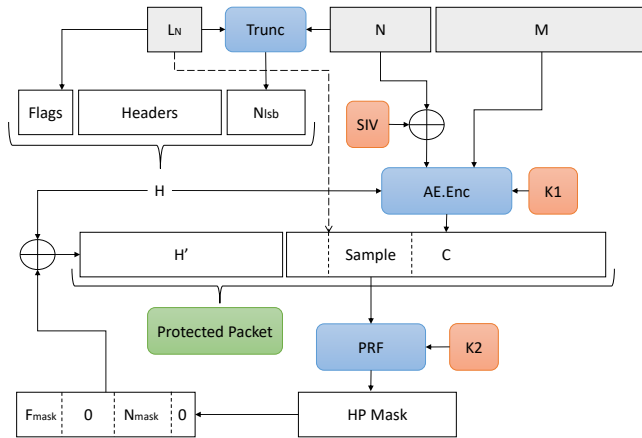 LN
Trunc
N
M
Flags
Headers
Nlsb
SIV
H
AE.Enc
K1
H'
Sample
C
Protected Packet
PRF
K2
Fmask
0
Nmask
0
HP Mask